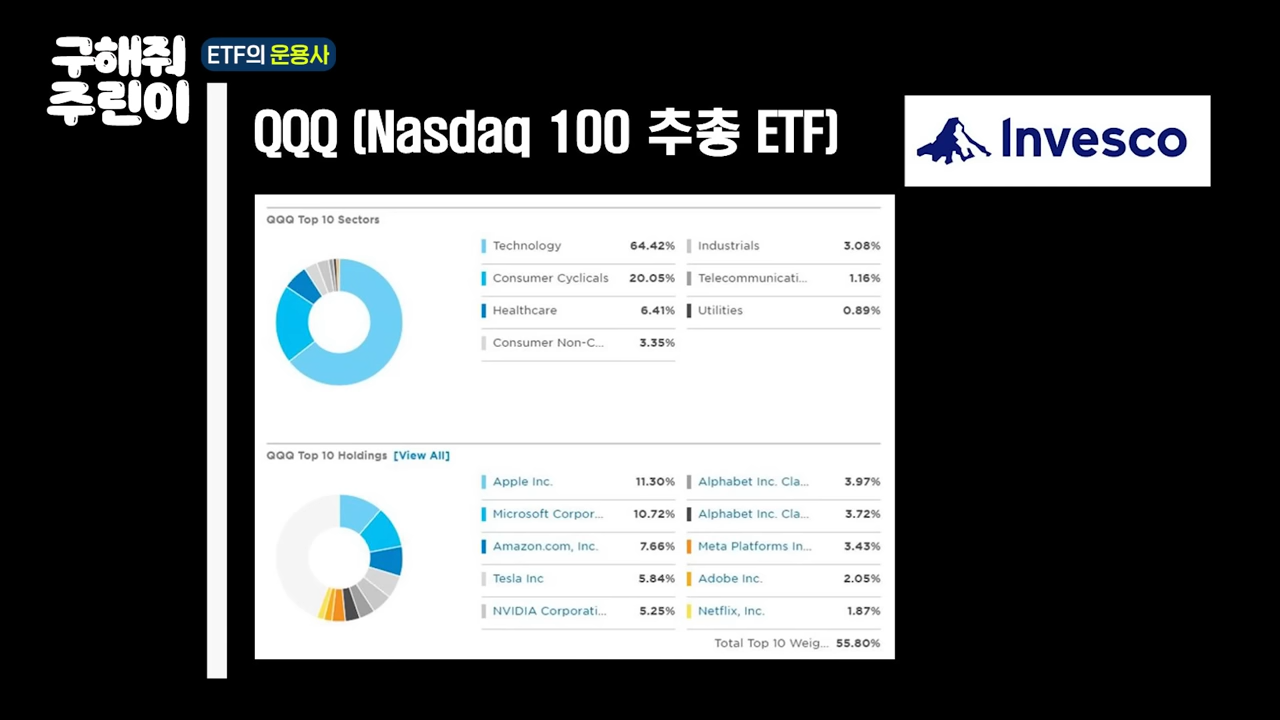 구해줘
주린이
ETF의 운용사
QQQ (Nasdaq 100 추총 ETF)
Invesco
QQQ Top 10 Sectors
Technology 64.42%
Consumer Cyclicals 20.05%
Healthcare 6.41%
Consumer Non-C... 3.35%
Industrials 3.08%
Telecommunicati... 1.16%
Utilities 0.89%
QQQ Top 10 Holdings [View All]
Apple Inc. 11.30%
Microsoft Corpor... 10.72%
Amazon.com, Inc. 7.66%
Tesla Inc 5.84%
NVIDIA Corporati... 5.25%
Alphabet Inc. Cla... 3.97%
Alphabet Inc. Cla... 3.72%
Meta Platforms In... 3.43%
Adobe Inc. 2.05%
Netflix, Inc. 1.87%
Total Top 10 Weig... 55.80%